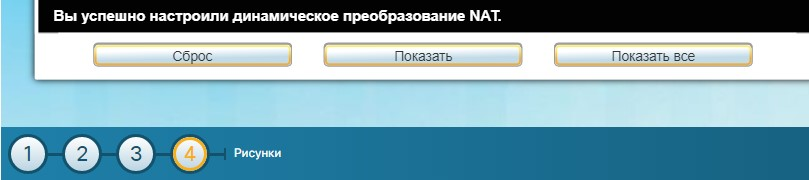 Вы успешно настроили динамическое преобразование NAT.
Сброс Показать Показать все
1 2 3 4 Рисунки